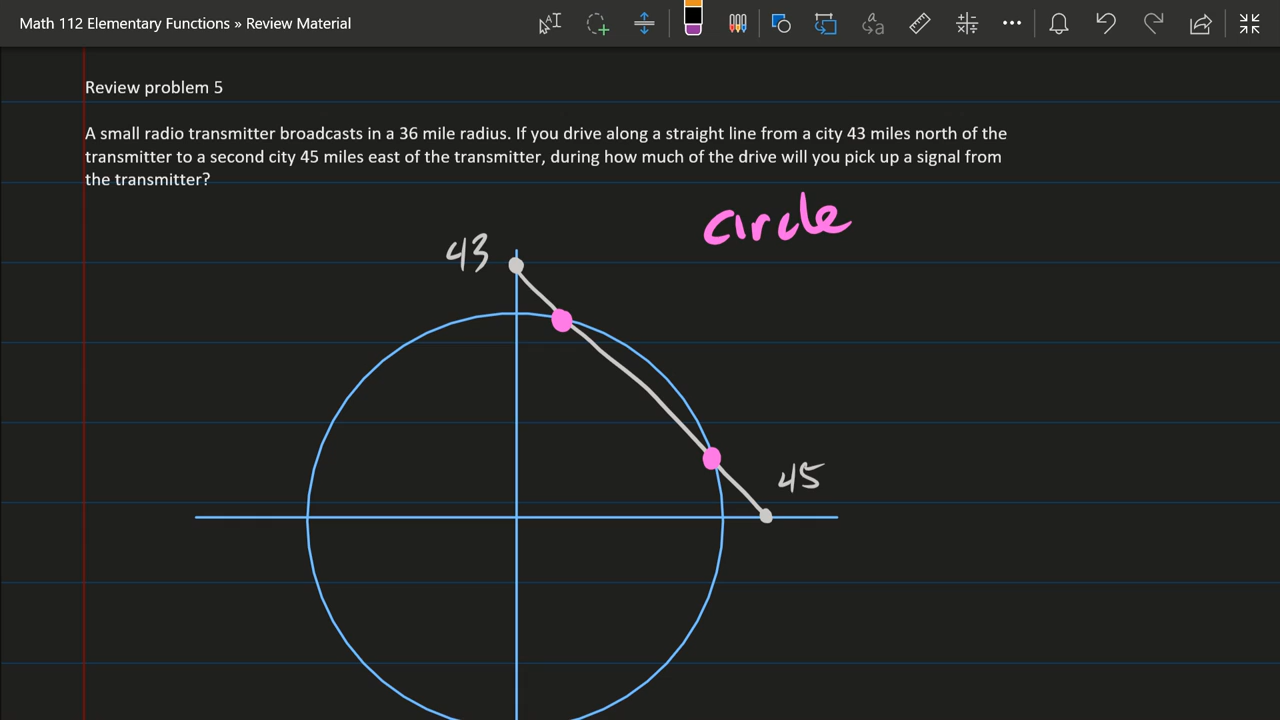 Math 112 Elementary Functions » Review Material
Review problem 5
A small radio transmitter broadcasts in a 36 mile radius. If you drive along a straight line from a city 43 miles north of the
transmitter to a second city 45 miles east of the transmitter, during how much of the drive will you pick up a signal from
the transmitter?
circle
43
45